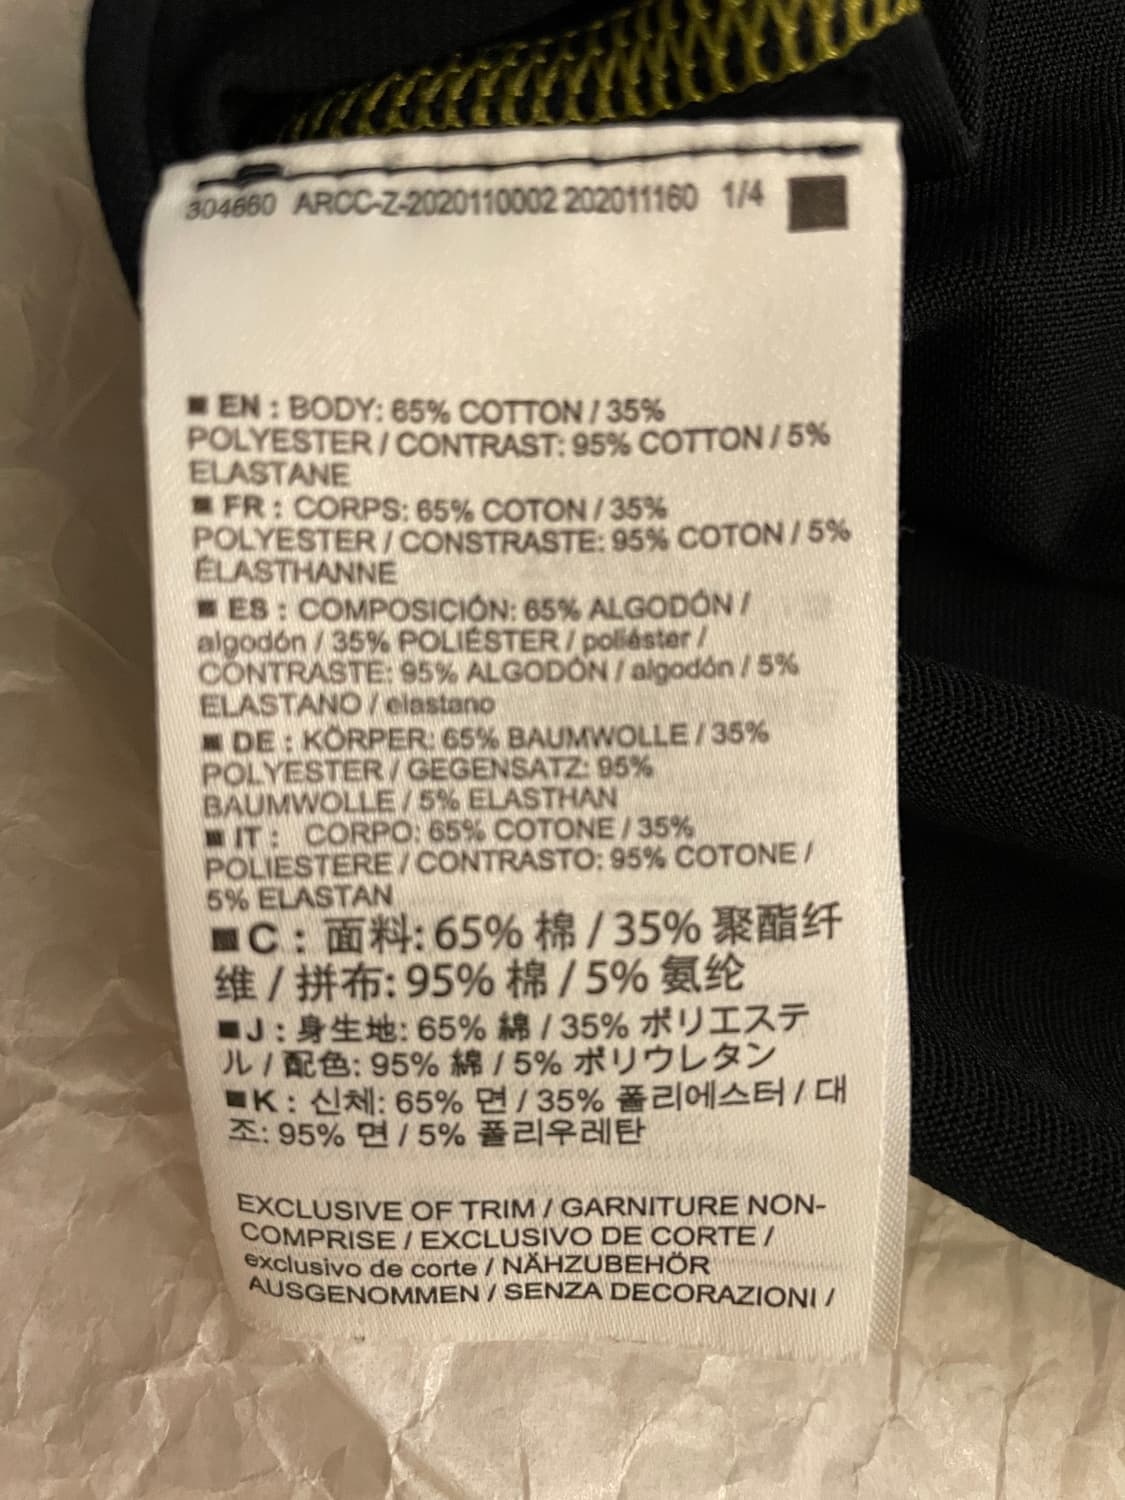 304660 ARCC-Z-2020110002 202011160 1/4
EN : BODY: 65% COTTON / 35%
POLYESTER / CONTRAST: 95% COTTON / 5%
ELASTANE
FR : CORPS: 65% COTON / 35%
POLYESTER / CONSTRASTE: 95% COTON / 5%
ÉLASTHANNE
ES : COMPOSICIÓN: 65% ALGODÓN /
algodón / 35% POLIÉSTER / poliéster /
CONTRASTE: 95% ALGODÓN / algodón / 5%
ELASTANO / elastano
DE : KÖRPER: 65% BAUMWOLLE / 35%
POLYESTER / GEGENSATZ: 95%
BAUMWOLLE / 5% ELASTHAN
IT : CORPO: 65% COTONE / 35%
POLIESTERE / CONTRASTO: 95% COTONE /
5% ELASTAN
C : 面料: 65% 棉 / 35% 聚酯纤
维 / 拼布: 95% 棉 / 5% 氨纶
J : 身生地: 65% 綿 / 35% ポリエステ
ル / 配色: 95% 綿 / 5% ポリウレタン
K : 신체: 65% 면 / 35% 폴리에스터 / 대
조: 95% 면 / 5% 폴리우레탄
EXCLUSIVE OF TRIM / GARNITURE NON-
COMPRISE / EXCLUSIVO DE CORTE /
exclusivo de corte / NÄHZUBEHÖR
AUSGENOMMEN / SENZA DECORAZIONI /